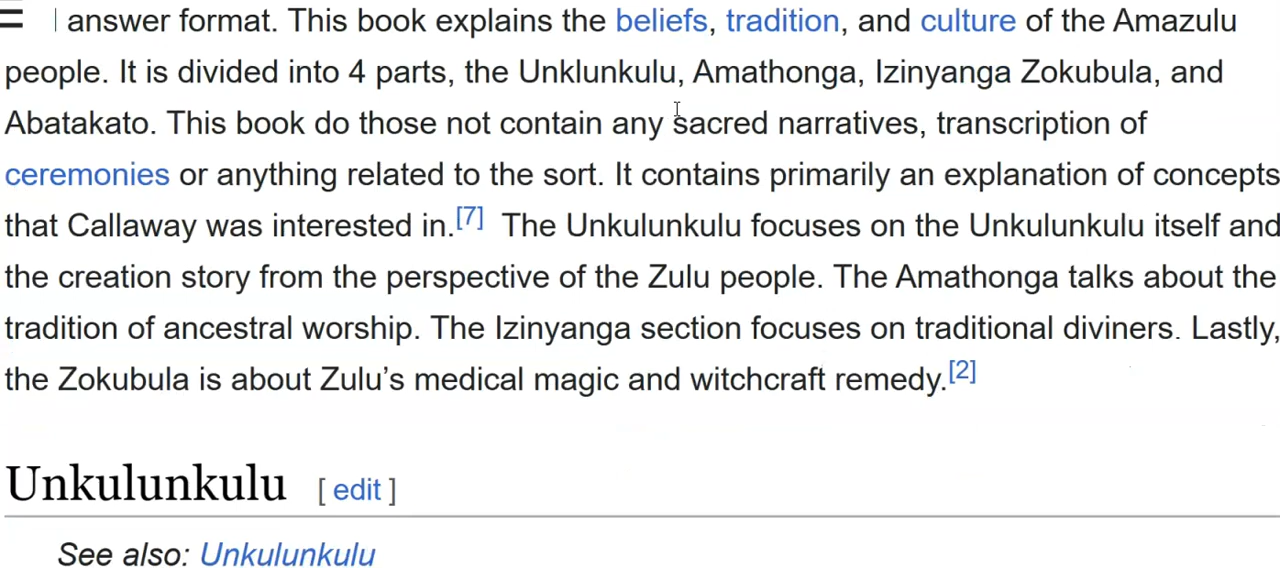 answer format. This book explains the beliefs, tradition, and culture of the Amazulu
people. It is divided into 4 parts, the Unklunkulu, Amathonga, Izinyanga Zokubula, and
Abatakato. This book do those not contain any sacred narratives, transcription of
ceremonies or anything related to the sort. It contains primarily an explanation of concepts
that Callaway was interested in.[7] The Unkulunkulu focuses on the Unkulunkulu itself and
the creation story from the perspective of the Zulu people. The Amathonga talks about the
tradition of ancestral worship. The Izinyanga section focuses on traditional diviners. Lastly,
the Zokubula is about Zulu’s medical magic and witchcraft remedy.[2]
Unkulunkulu [ edit ]
See also: Unkulunkulu